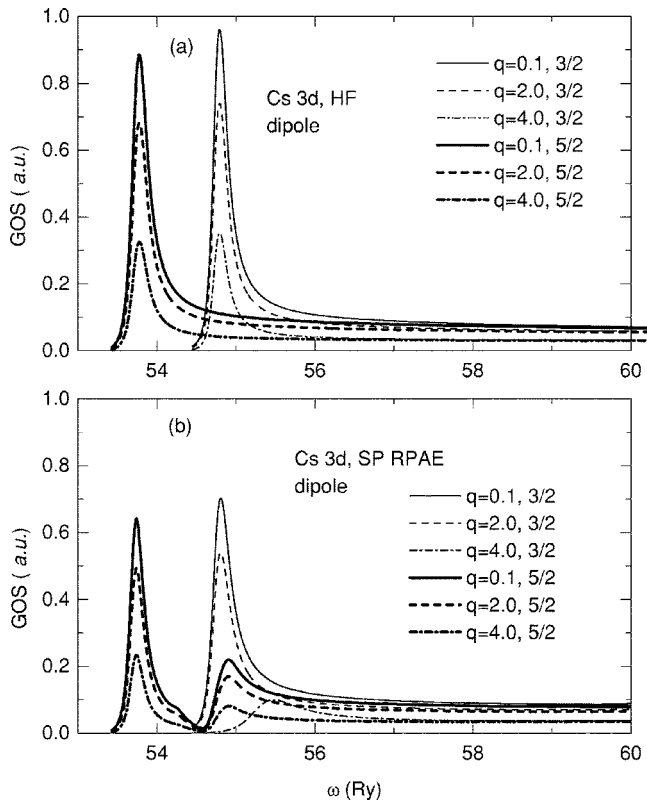 1.0
(a)
q=0.1, 3/2
0.8
q=2.0, 3/2
Cs 3d, HF
q=4.0, 3/2
dipole
q=0.1, 5/2
0.6
q=2.0, 5/2
GOS ( a.u.)
q=4.0, 5/2
0.4
0.2
0.0
54
56
58
60
1.0
(b)
0.8
Cs 3d, SP RPAE
dipole
q=0.1, 3/2
0.6
q=2.0, 3/2
q=4.0, 3/2
GOS ( a.u.)
q=0.1, 5/2
0.4
q=2.0, 5/2
q=4.0, 5/2
0.2
0.0
54
56
58
60
ω (Ry)